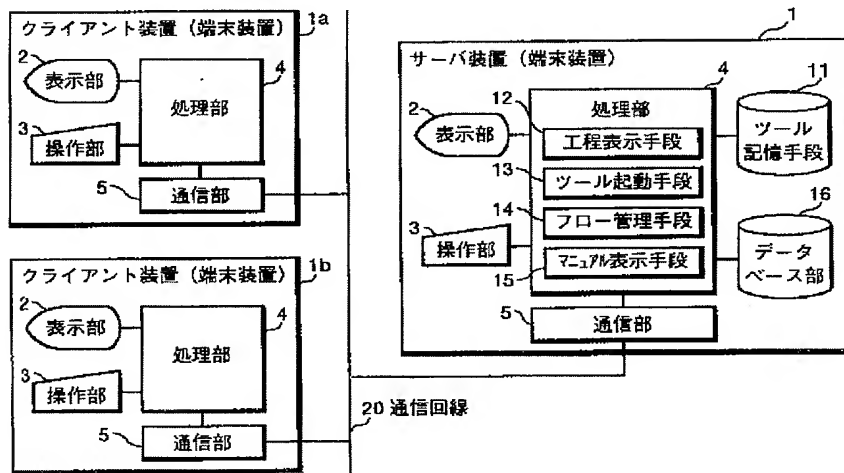 クライアント装置（端末装置） 1a
2
表示部
4
処理部
3
操作部
5
通信部
クライアント装置（端末装置） 1b
2
表示部
4
処理部
3
操作部
5
通信部
20 通信回線
1
サーバ装置（端末装置）
4
処理部
2
表示部
12
工程表示手段
13
ツール起動手段
14
フロー管理手段
3
操作部
15
マニュアル表示手段
5
通信部
11
ツール
記憶手段
16
データ
ベース部